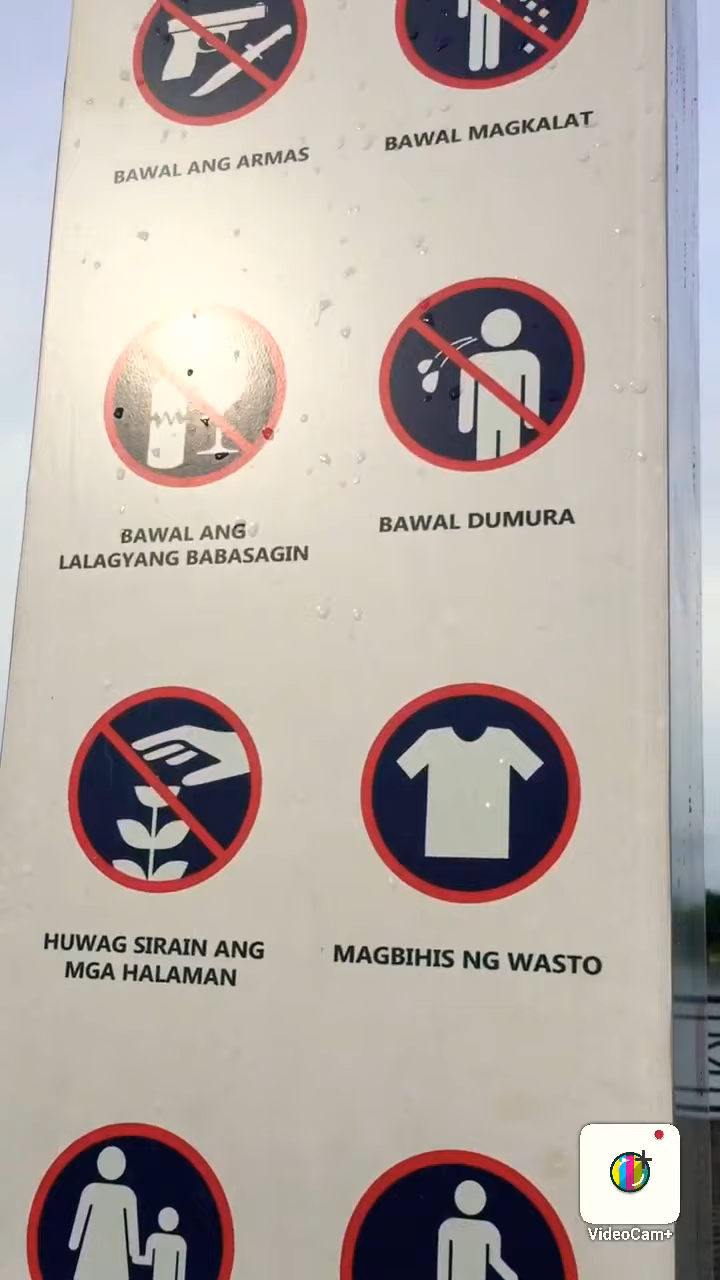 BAWAL ANG ARMAS
BAWAL MAGKALAT
BAWAL ANG
LALAGYANG BABASAGIN
BAWAL DUMURA
HUWAG SIRAIN ANG
MGA HALAMAN
MAGBIHIS NG WASTO
VideoCam+